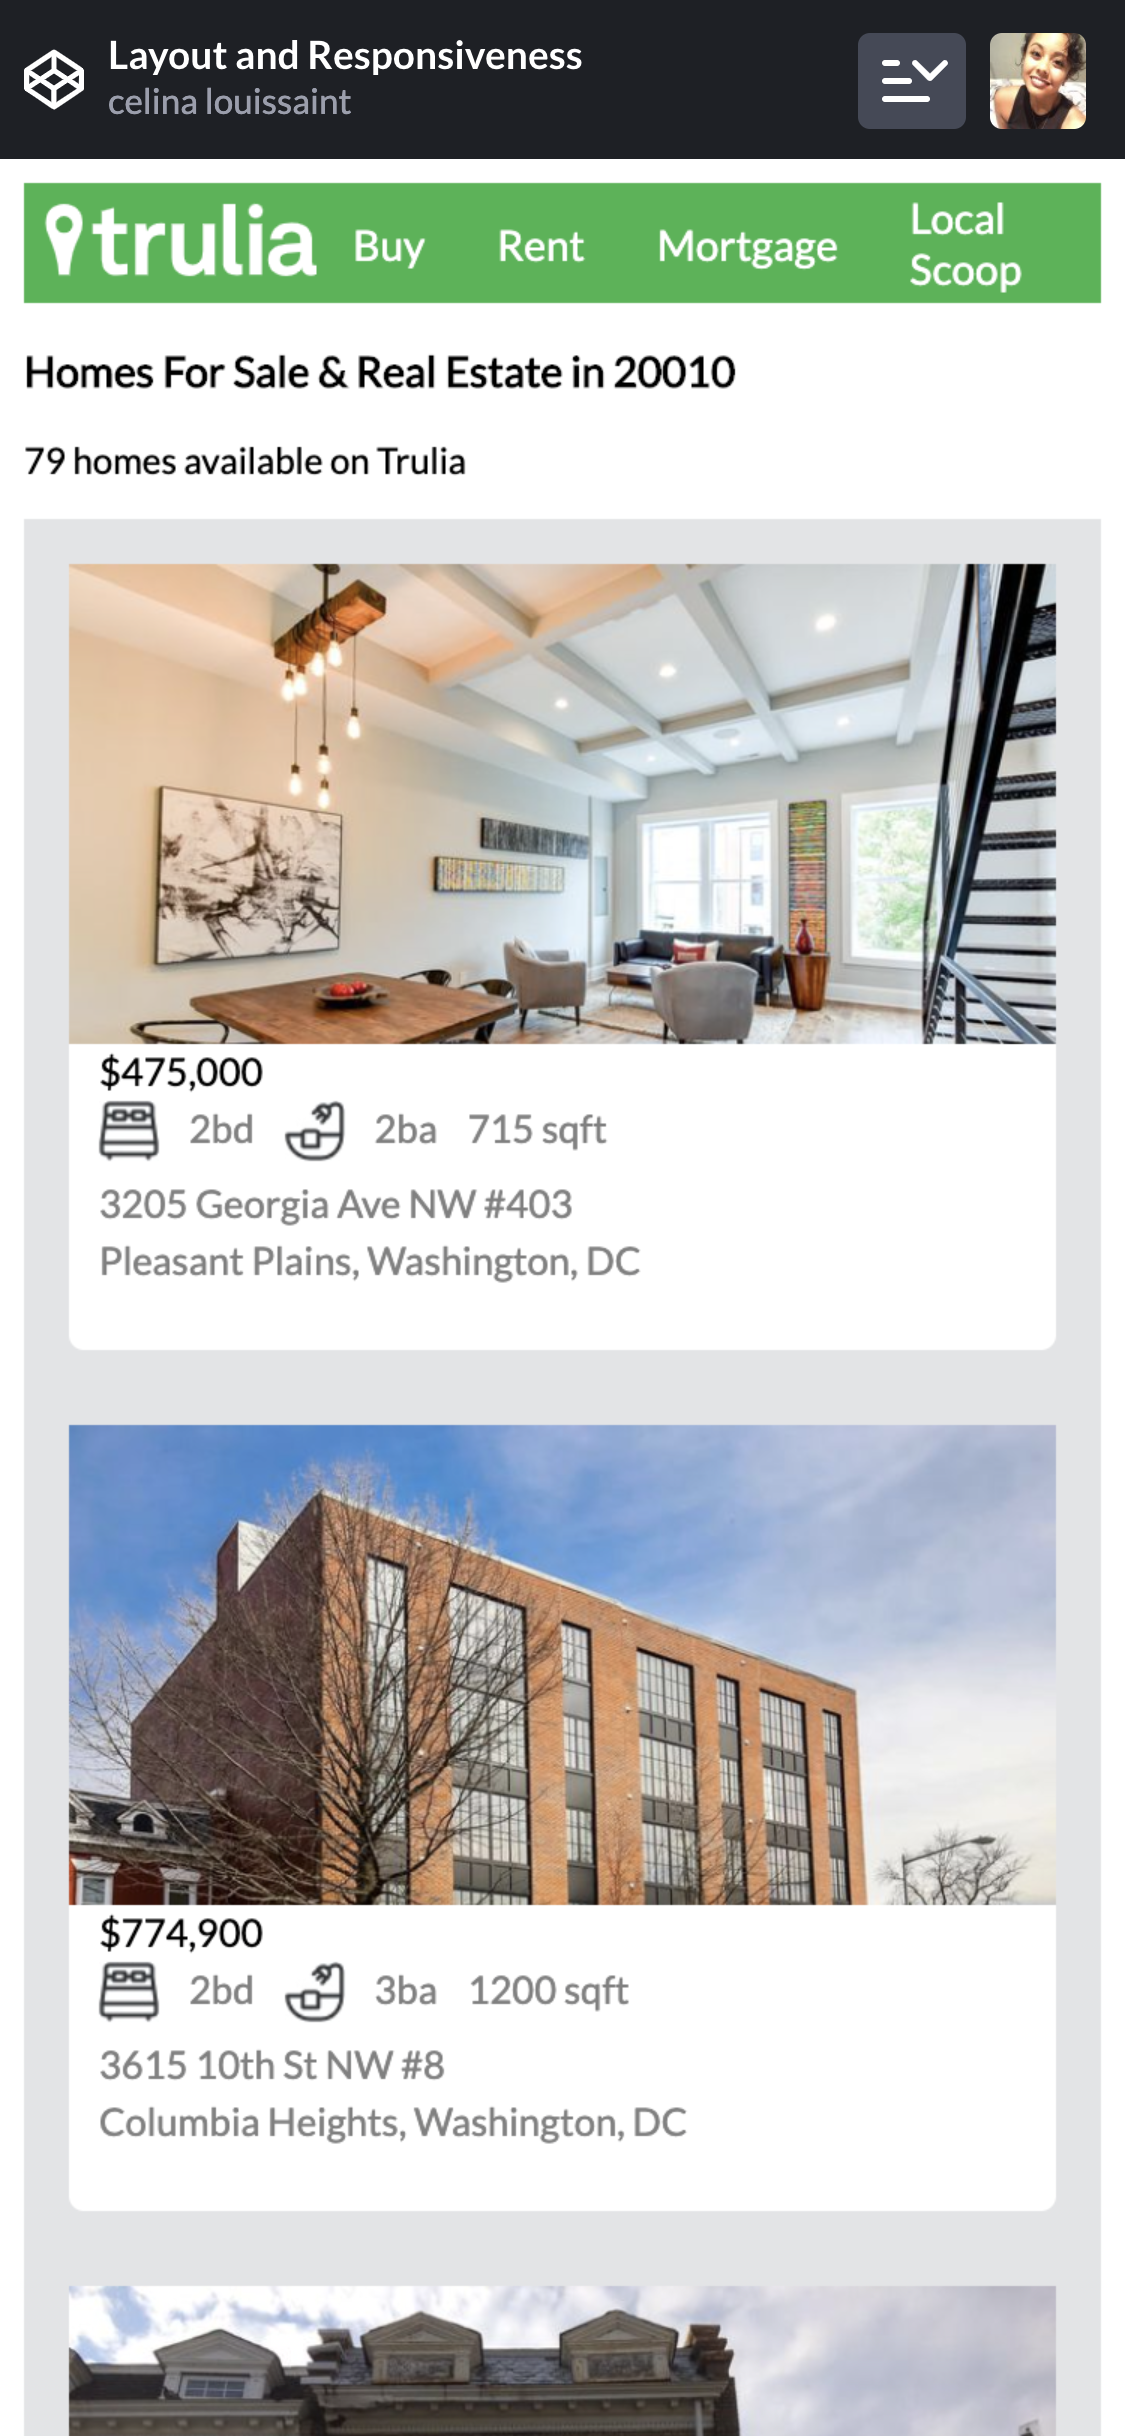 Layout and Responsiveness
celina louissaint
trulia
Buy
Rent
Mortgage
Local
Scoop
Homes For Sale & Real Estate in 20010
79 homes available on Trulia
$475,000
2bd 2ba 715 sqft
3205 Georgia Ave NW #403
Pleasant Plains, Washington, DC
$774,900
2bd 3ba 1200 sqft
3615 10th St NW #8
Columbia Heights, Washington, DC